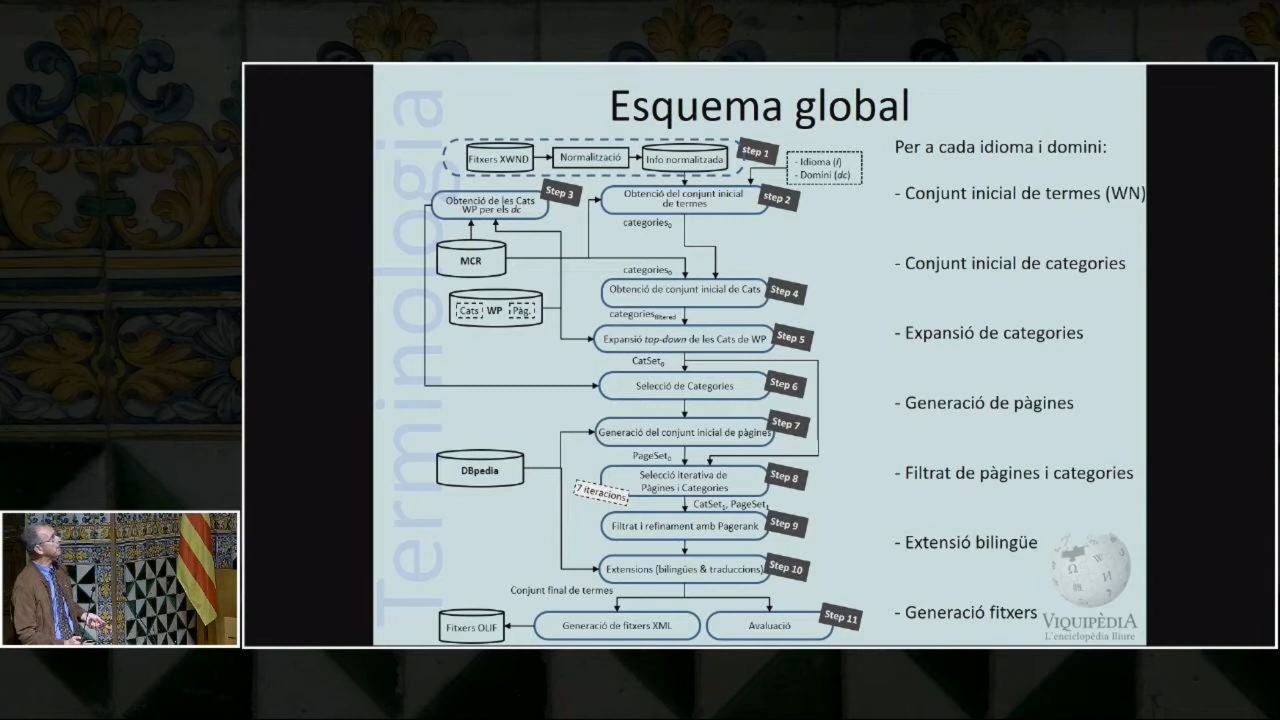 Esquema global
Terminologia
Fitxers XWND
Normalització
Info normalitzada
step 1
- Idioma (l)
- Domini (dc)
Obtenció de les Cats
WP per els dc
Step 3
Obtenció del conjunt inicial
de termes
step 2
categories0
MCR
categories0
Obtenció de conjunt inicial de Cats
Step 4
Cats WP Pàg.
categoriesfiltered
Expansió top-down de les Cats de WP
Step 5
CatSet0
Selecció de Categories
Step 6
Generació del conjunt inicial de pàgines
Step 7
PageSet0
DBpedia
Selecció iterativa de
Pàgines i Categories
Step 8
7 iteracions
CatSet1, PageSet1
Filtrat i refinament amb Pagerank
Step 9
Extensions (bilingües & traduccions)
Step 10
Conjunt final de termes
Fitxers OLIF
Generació de fitxers XML
Avaluació
Step 11
Per a cada idioma i domini:
- Conjunt inicial de termes (WN)
- Conjunt inicial de categories
- Expansió de categories
- Generació de pàgines
- Filtrat de pàgines i categories
- Extensió bilingüe
- Generació fitxers
VIQUIPÈDIA
L'enciclopèdia lliure